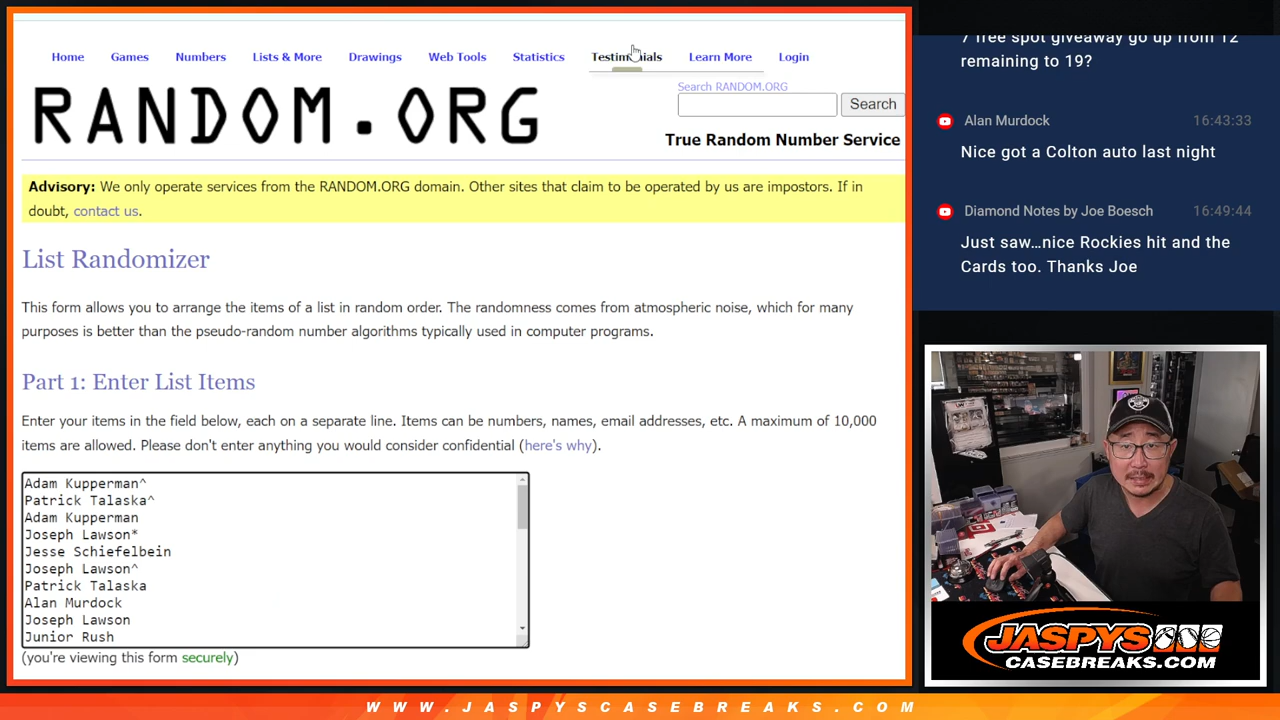 Home Games Numbers Lists & More Drawings Web Tools Statistics Testimonials Learn More Login
RANDOM.ORG
Search RANDOM.ORG
Search
True Random Number Service
Advisory: We only operate services from the RANDOM.ORG domain. Other sites that claim to be operated by us are impostors. If in
doubt, contact us.
List Randomizer
This form allows you to arrange the items of a list in random order. The randomness comes from atmospheric noise, which for many
purposes is better than the pseudo-random number algorithms typically used in computer programs.
Part 1: Enter List Items
Enter your items in the field below, each on a separate line. Items can be numbers, names, email addresses, etc. A maximum of 10,000
items are allowed. Please don't enter anything you would consider confidential (here's why).
Adam Kupperman^
Patrick Talaska^
Adam Kupperman
Joseph Lawson*
Jesse Schiefelbein
Joseph Lawson^
Patrick Talaska
Alan Murdock
Joseph Lawson
Junior Rush
(you're viewing this form securely)
7 free spot giveaway go up from 12
remaining to 19?
Alan Murdock 16:43:33
Nice got a Colton auto last night
Diamond Notes by Joe Boesch 16:49:44
Just saw...nice Rockies hit and the
Cards too. Thanks Joe
JASPYS
CASEBREAKS.COM
WWW.JASPYSCASEBREAKS.COM